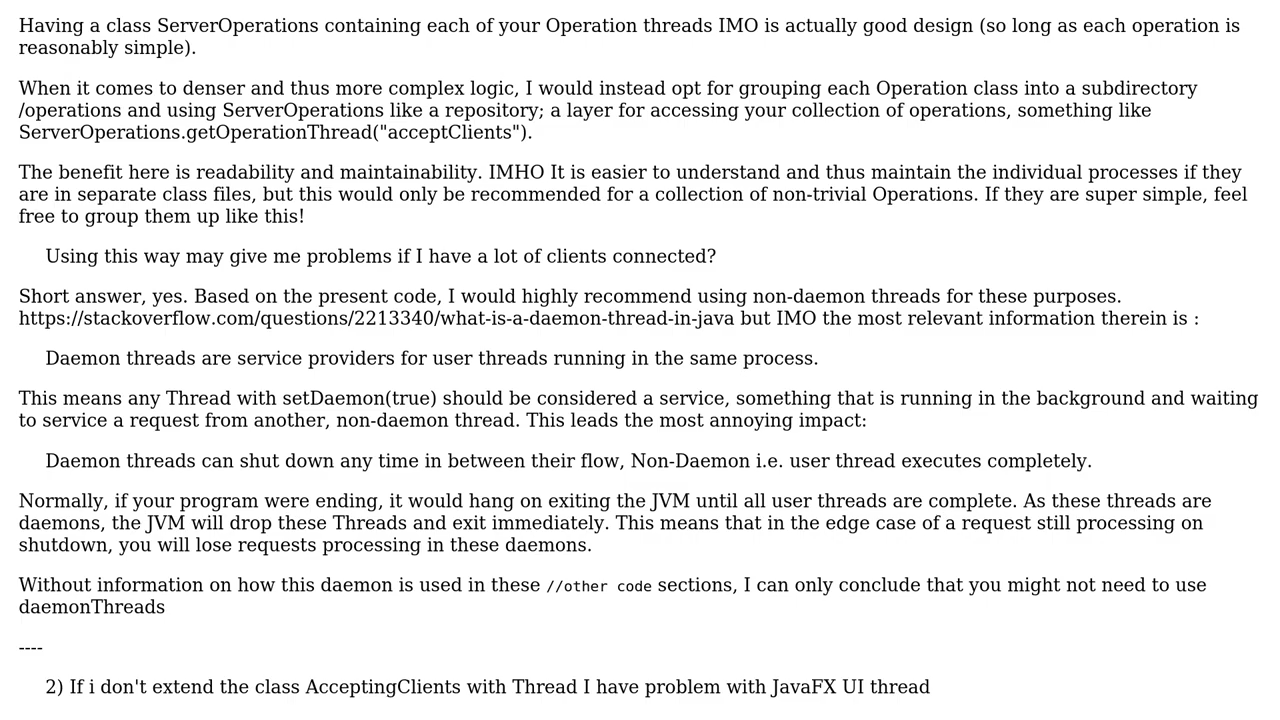 Having a class ServerOperations containing each of your Operation threads IMO is actually good design (so long as each operation is
reasonably simple).
When it comes to denser and thus more complex logic, I would instead opt for grouping each Operation class into a subdirectory
/operations and using ServerOperations like a repository; a layer for accessing your collection of operations, something like
ServerOperations.getOperationThread("acceptClients").
The benefit here is readability and maintainability. IMHO It is easier to understand and thus maintain the individual processes if they
are in separate class files, but this would only be recommended for a collection of non-trivial Operations. If they are super simple, feel
free to group them up like this!
Using this way may give me problems if I have a lot of clients connected?
Short answer, yes. Based on the present code, I would highly recommend using non-daemon threads for these purposes.
https://stackoverflow.com/questions/2213340/what-is-a-daemon-thread-in-java but IMO the most relevant information therein is :
Daemon threads are service providers for user threads running in the same process.
This means any Thread with setDaemon(true) should be considered a service, something that is running in the background and waiting
to service a request from another, non-daemon thread. This leads the most annoying impact:
Daemon threads can shut down any time in between their flow, Non-Daemon i.e. user thread executes completely.
Normally, if your program were ending, it would hang on exiting the JVM until all user threads are complete. As these threads are
daemons, the JVM will drop these Threads and exit immediately. This means that in the edge case of a request still processing on
shutdown, you will lose requests processing in these daemons.
Without information on how this daemon is used in these //other code sections, I can only conclude that you might not need to use
daemonThreads
----
2) If i don't extend the class AcceptingClients with Thread I have problem with JavaFX UI thread